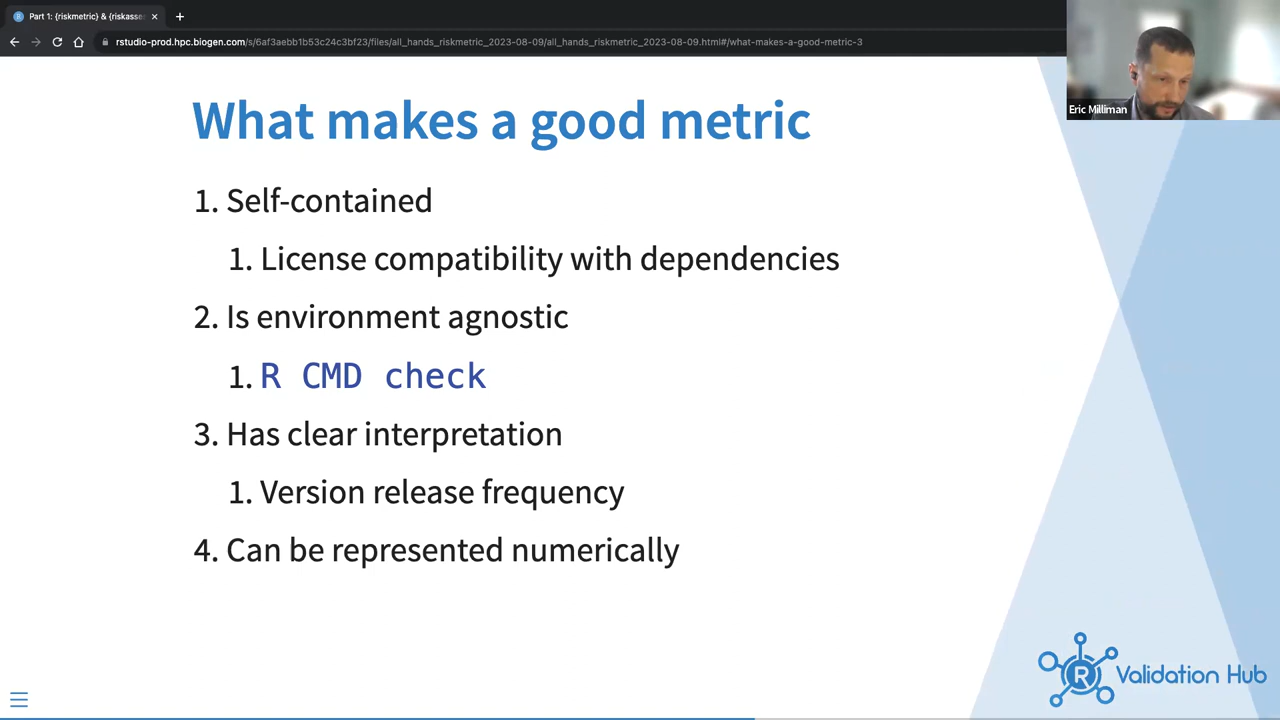 Part 1: {riskmetric} & {riskasses
rstudio-prod.hpc.biogen.com/s/6af3aebb1b53c24c3bf23/files/all_hands_riskmetric_2023-08-09/all_hands_riskmetric_2023-08-09.html#/what-makes-a-good-metric-3
Eric Milliman
What makes a good metric
1. Self-contained
1. License compatibility with dependencies
2. Is environment agnostic
1. R CMD check
3. Has clear interpretation
1. Version release frequency
4. Can be represented numerically
R Validation Hub